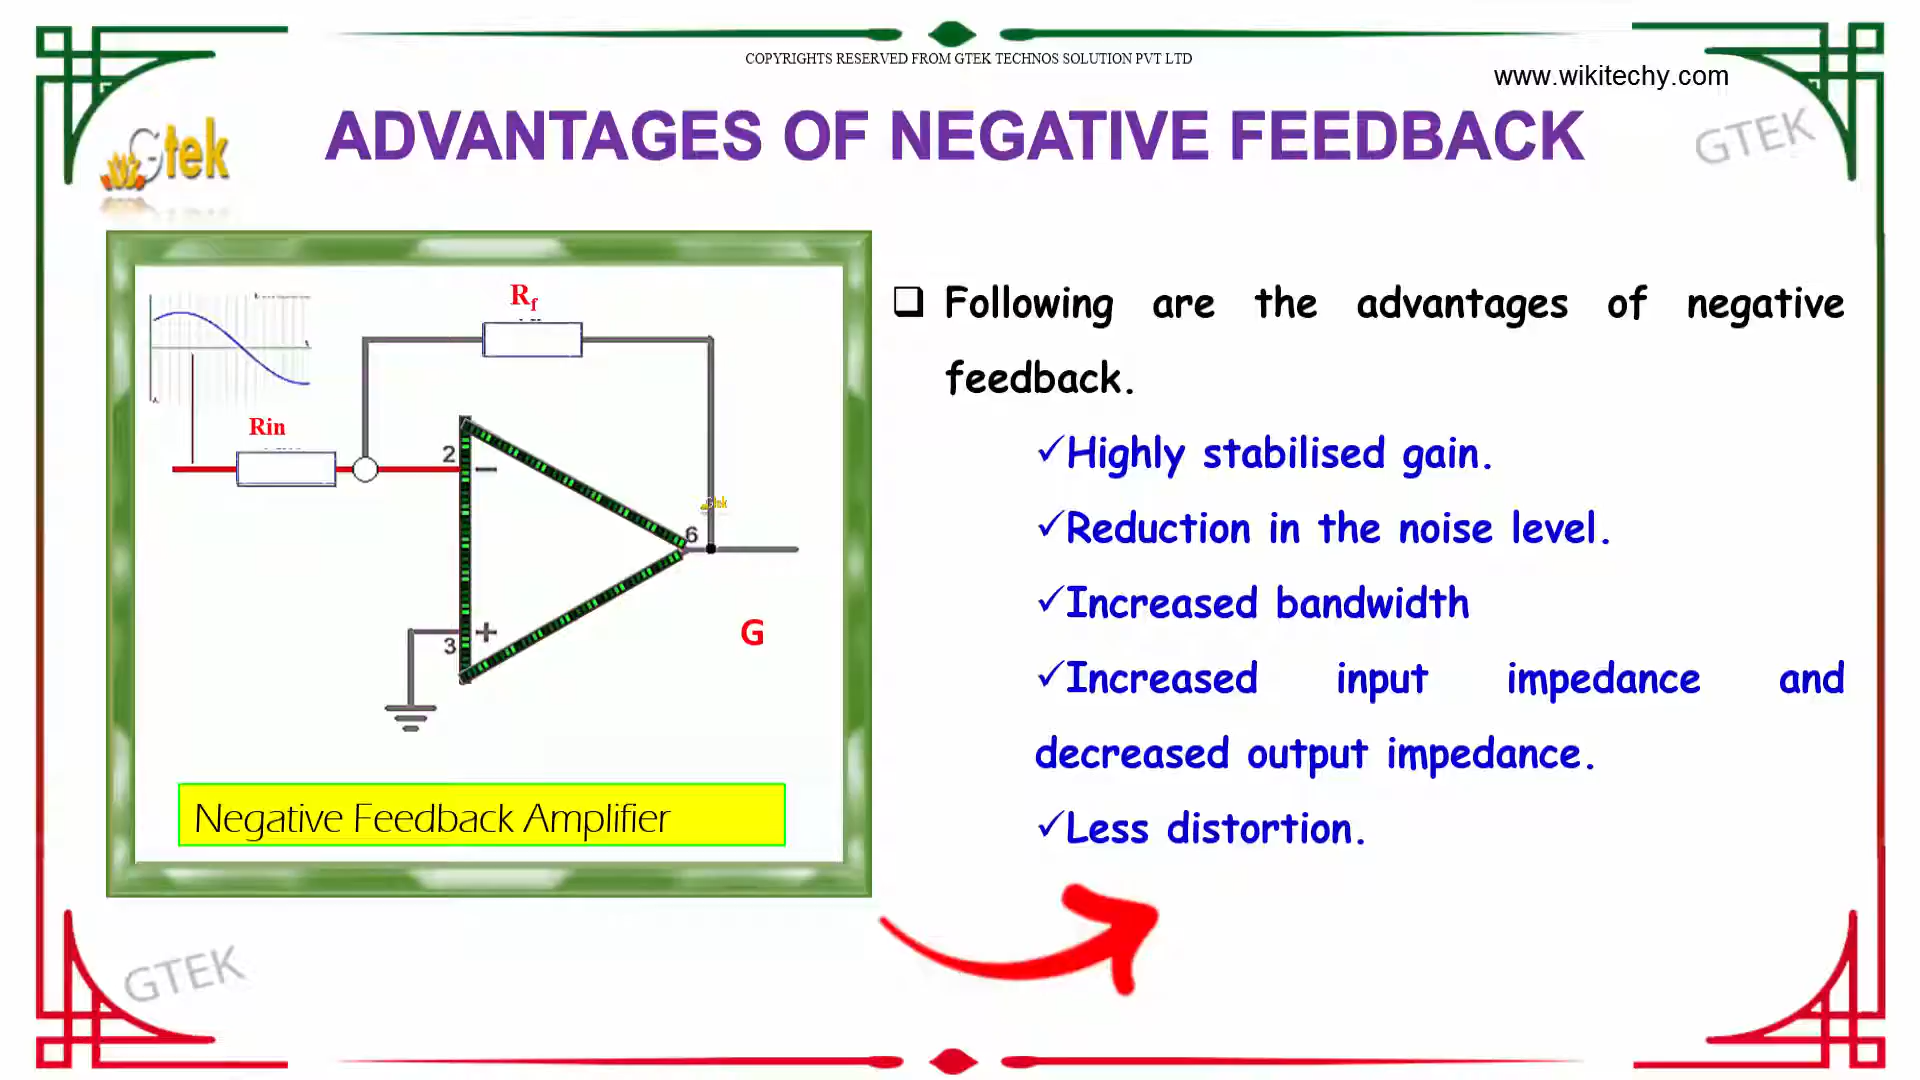 COPYRIGHTS RESERVED FROM GTEK TECHNOS SOLUTION PVT LTD
www.wikitechy.com
Gtek
ADVANTAGES OF NEGATIVE FEEDBACK
GTEK
Rf
Rin
2
−
Gtek
6
+
3
G
Negative Feedback Amplifier
❑ Following are the advantages of negative
feedback.
✓Highly stabilised gain.
✓Reduction in the noise level.
✓Increased bandwidth
✓Increased input impedance and
decreased output impedance.
✓Less distortion.
GTEK